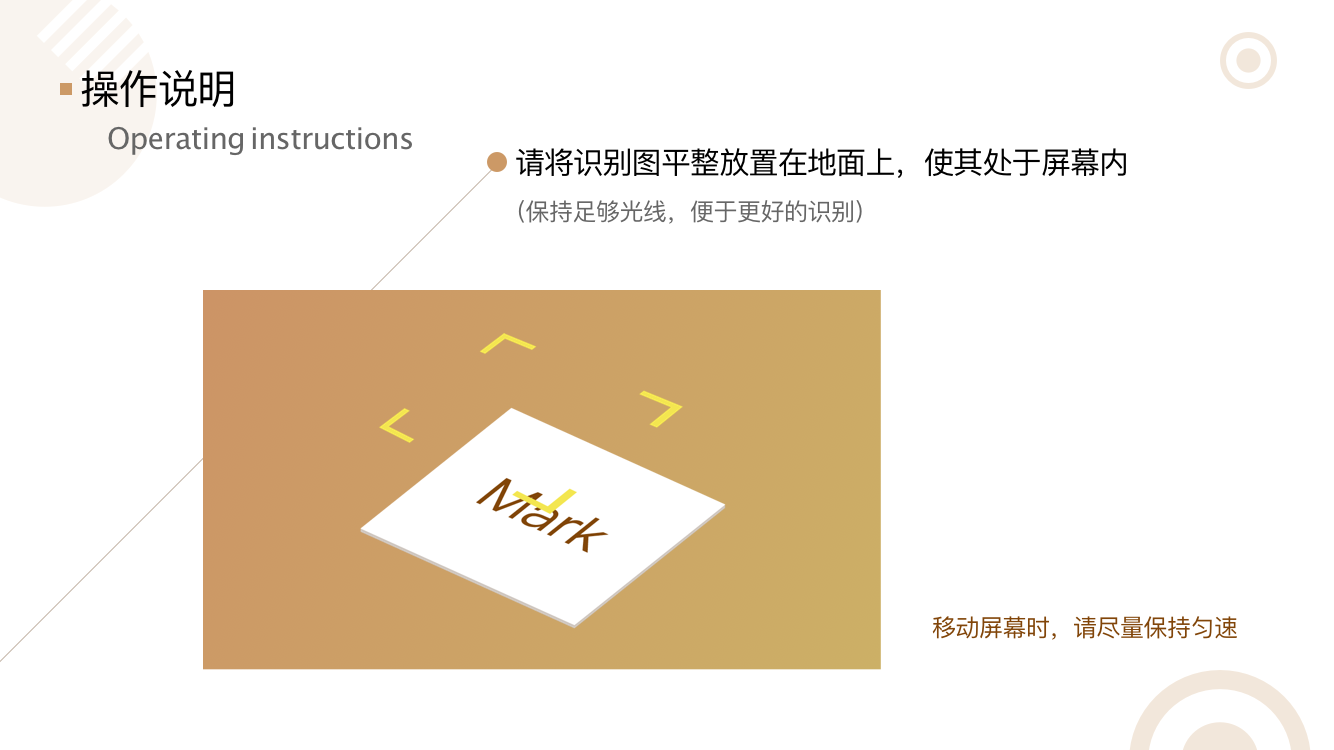 操作说明
Operating instructions
请将识别图平整放置在地面上，使其处于屏幕内
(保持足够光线，便于更好的识别)
Mark
移动屏幕时，请尽量保持匀速